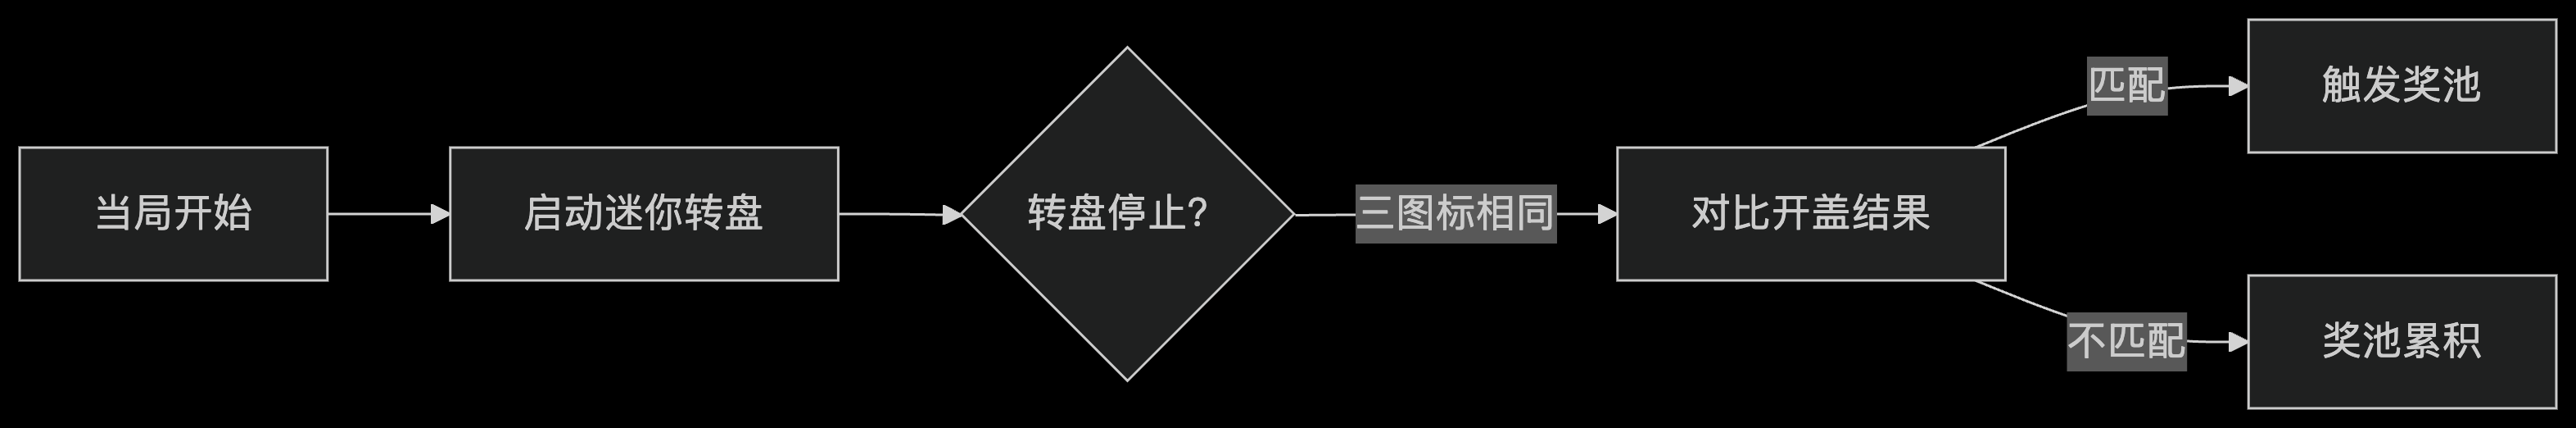 当局开始
启动迷你转盘
转盘停止?
三图标相同
对比开盖结果
匹配
触发奖池
不匹配
奖池累积